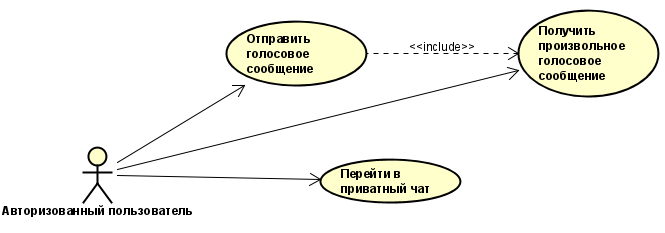 Отправить
голосовое
сообщение
<<include>>
Получить
произвольное
голосовое
сообщение
Перейти в
приватный чат
Авторизованный пользователь